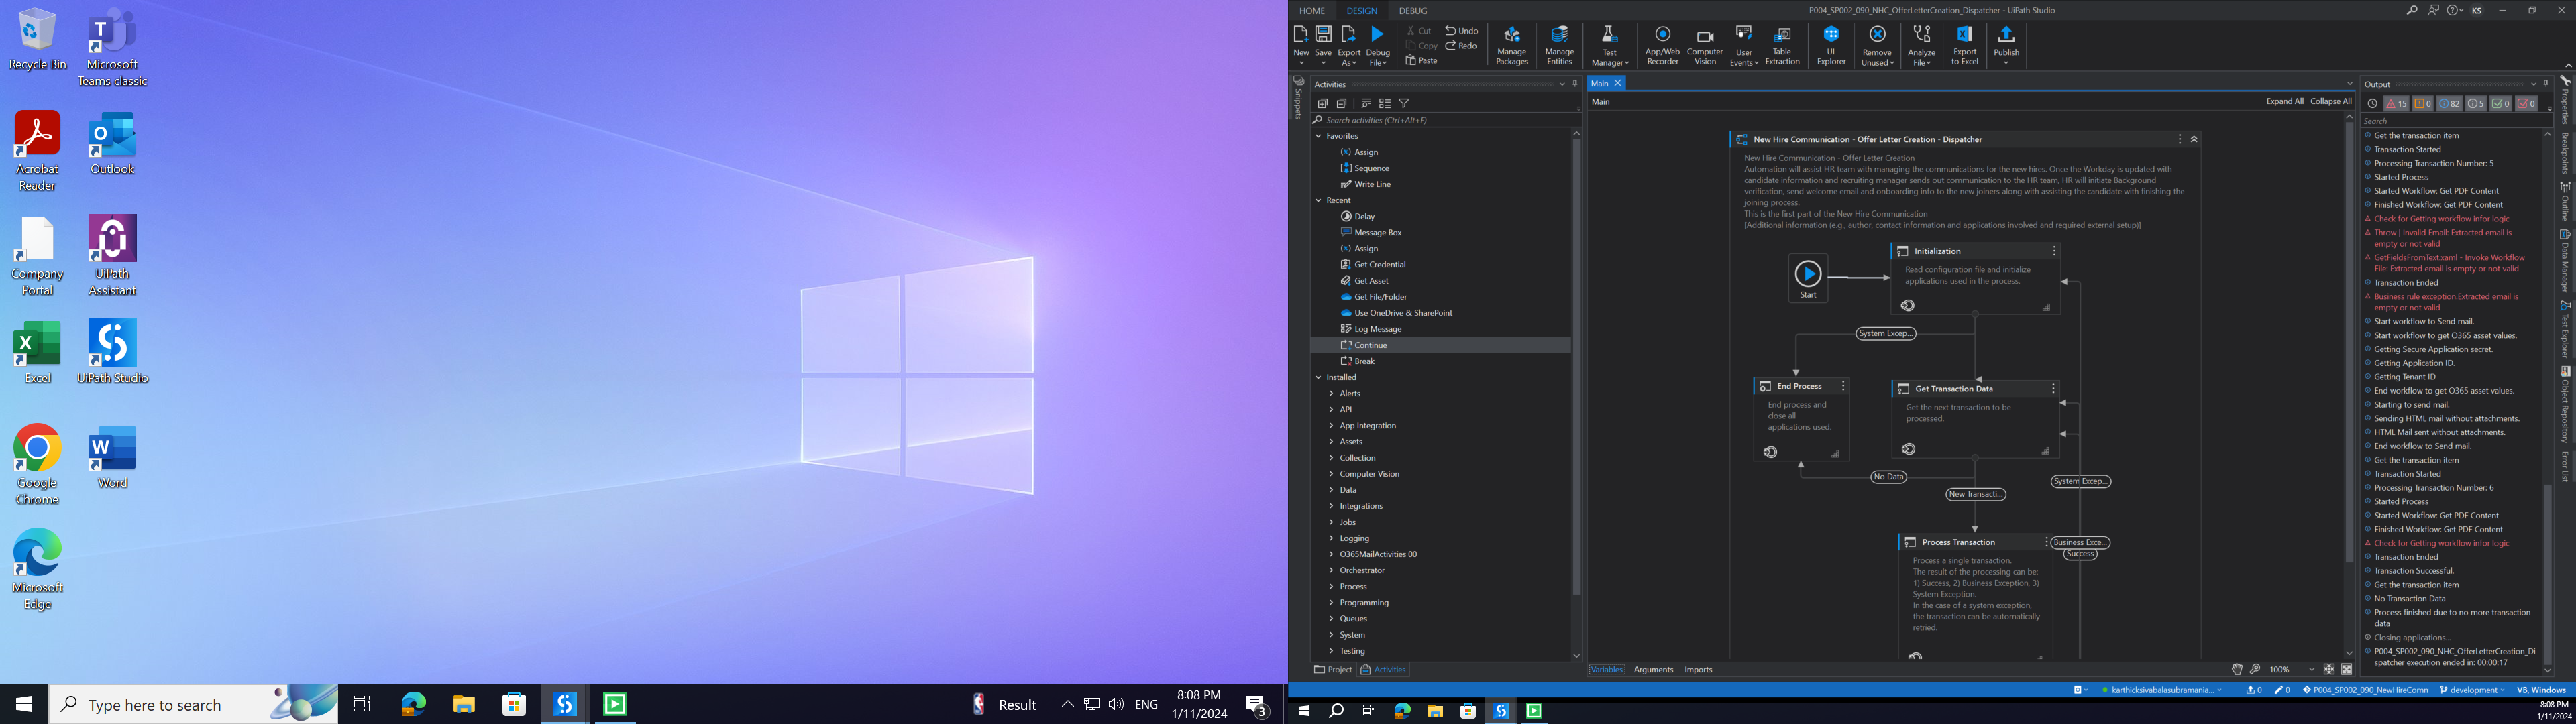 Recycle Bin
Microsoft
Teams classic
Acrobat
Reader
Outlook
Company
Portal
UiPath
Assistant
Excel
UiPath Studio
Google
Chrome
Word
Microsoft
Edge
Type here to search
Result
ENG
8:08 PM
1/11/2024
3
HOME
DESIGN
DEBUG
P004_SP002_090_NHC_OfferLetterCreation_Dispatcher - UiPath Studio
KS
New
Save
Export
As
Debug
File
Cut
Copy
Paste
Undo
Redo
Manage
Packages
Manage
Entities
Test
Manager
App/Web
Recorder
Computer
Vision
User
Events
Table
Extraction
UI
Explorer
Remove
Unused
Analyze
File
Export
to Excel
Publish
Snippets
Activities
Search activities (Ctrl+Alt+F)
Favorites
Assign
Sequence
Write Line
Recent
Delay
Message Box
Assign
Get Credential
Get Asset
Get File/Folder
Use OneDrive & SharePoint
Log Message
Continue
Break
Installed
Alerts
API
App Integration
Assets
Collection
Computer Vision
Data
Integrations
Jobs
Logging
O365MailActivities 00
Orchestrator
Process
Programming
Queues
System
Testing
Project
Activities
Main
Main
Expand All
Collapse All
New Hire Communication - Offer Letter Creation - Dispatcher
New Hire Communication - Offer Letter Creation
Automation will assist HR team with managing the communications for the new hires. Once the Workday is updated with
candidate information and recruiting manager sends out communication to the HR team, HR will initiate Background
verification, send welcome email and onboarding info to the new joiners along with assisting the candidate with finishing the
joining process.
This is the first part of the New Hire Communication
[Additional information (e.g., author, contact information and applications involved and required external setup)]
Start
Initialization
Read configuration file and initialize
applications used in the process.
System Excep...
End Process
End process and
close all
applications used.
Get Transaction Data
Get the next transaction to be
processed.
No Data
New Transacti...
System Excep...
Process Transaction
Business Exce...
Success
Process a single transaction.
The result of the processing can be:
1) Success, 2) Business Exception, 3)
System Exception.
In the case of a system exception,
the transaction can be automatically
retried.
Variables
Arguments
Imports
100%
Output
15
0
82
5
0
0
Search
Get the transaction item
Transaction Started
Processing Transaction Number: 5
Started Process
Started Workflow: Get PDF Content
Finished Workflow: Get PDF Content
Check for Getting workflow infor logic
Throw | Invalid Email: Extracted email is
empty or not valid
GetFieldsFromText.xaml - Invoke Workflow
File: Extracted email is empty or not valid
Transaction Ended
Business rule exception.Extracted email is
empty or not valid
Start workflow to Send mail.
Start workflow to get O365 asset values.
Getting Secure Application secret.
Getting Application ID.
Getting Tenant ID
End workflow to get O365 asset values.
Starting to send mail.
Sending HTML mail without attachments.
HTML Mail sent without attachments.
End workflow to Send mail.
Get the transaction item
Transaction Started
Processing Transaction Number: 6
Started Process
Started Workflow: Get PDF Content
Finished Workflow: Get PDF Content
Check for Getting workflow infor logic
Transaction Ended
Transaction Successful.
Get the transaction item
No Transaction Data
Process finished due to no more transaction
data
Closing applications...
P004_SP002_090_NHC_OfferLetterCreation_Di
spatcher execution ended in: 00:00:17
Properties
Breakpoints
Outline
Data Manager
Test Explorer
Object Repository
Error List
karthicksivabalasubramania...
0
0
P004_SP002_090_NewHireComm
development
VB, Windows
8:08 PM
1/11/2024